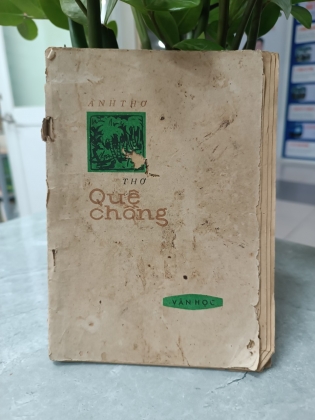 ANH THƠ
THƠ
Quê
chồng
VĂN HỌC